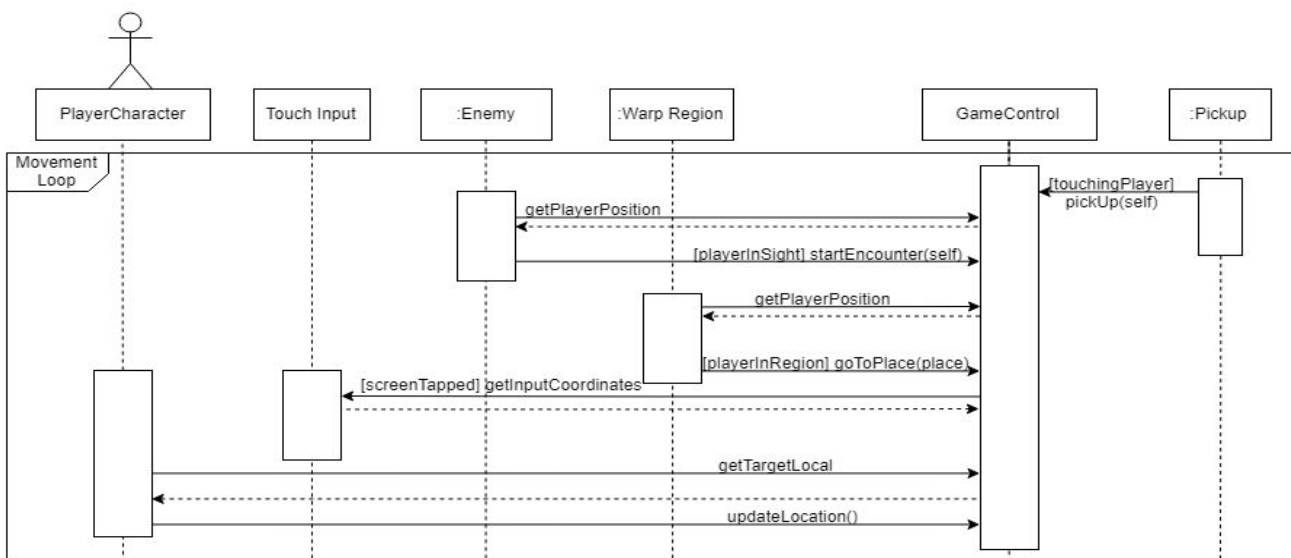 PlayerCharacter
Touch Input
:Enemy
:Warp Region
GameControl
:Pickup
Movement
Loop
[touchingPlayer]
pickUp(self)
getPlayerPosition
[playerInSight] startEncounter(self)
getPlayerPosition
[playerInRegion] goToPlace(place)
[screenTapped] getInputCoordinates
getTargetLocal
updateLocation()